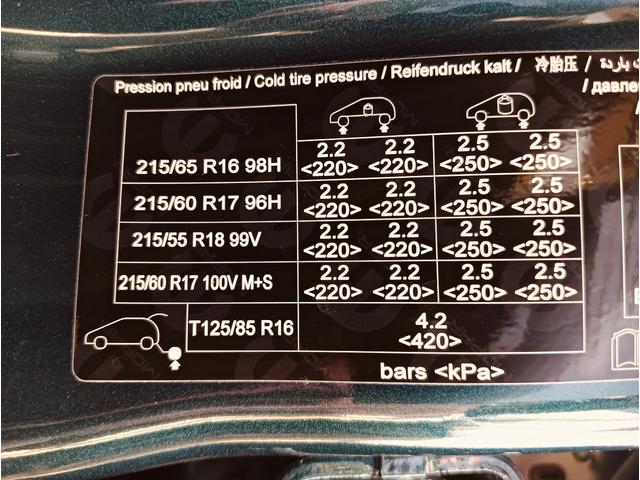 Pression pneu froid / Cold tire pressure / Reifendruck kalt / 冷胎压 /
215/65 R16 98H 2.2 2.2 2.5 2.5
<220> <220> <250> <250>
215/60 R17 96H 2.2 2.2 2.5 2.5
<220> <220> <250> <250>
215/55 R18 99V 2.2 2.2 2.5 2.5
<220> <220> <250> <250>
215/60 R17 100V M+S 2.2 2.2 2.5 2.5
<220> <220> <250> <250>
T125/85 R16 4.2
<420>
bars <kPa>